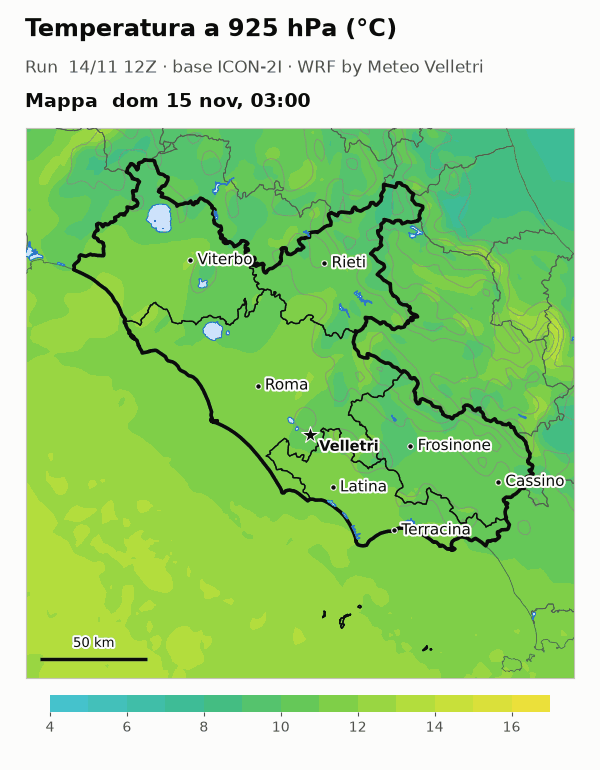 Temperatura a 925 hPa (°C)
Run  14/11 12Z · base ICON-2I · WRF by Meteo Velletri
Mappa  dom 15 nov, 03:00
Viterbo
Rieti
Roma
Velletri
Frosinone
Cassino
Latina
Terracina
50 km
4 6 8 10 12 14 16